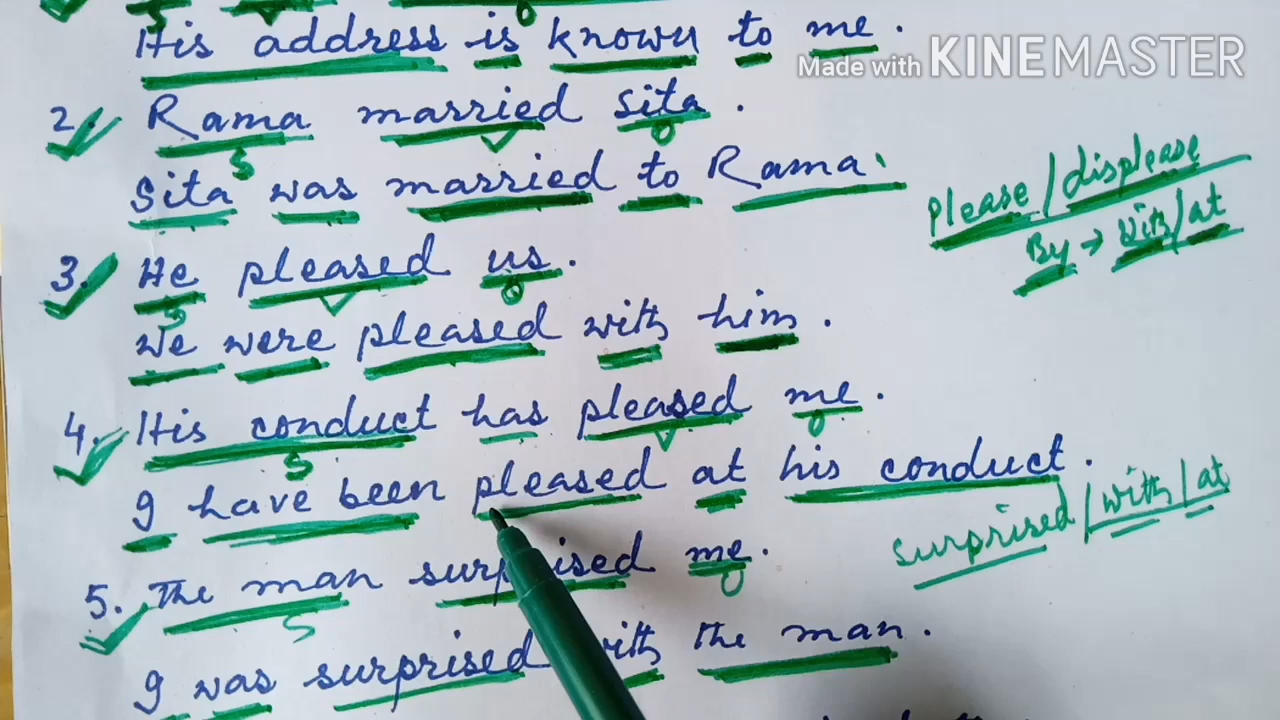 His address is known to me.
Made with KINEMASTER
2. Rama married Sita.
S V O
Sita was married to Rama.
Please/displease
By → with/at
3. He pleased us.
S V O
We were pleased with him.
4. His conduct has pleased me.
S V O
I have been pleased at his conduct.
surprised/with/at
5. The man surprised me.
S O
I was surprised with the man.